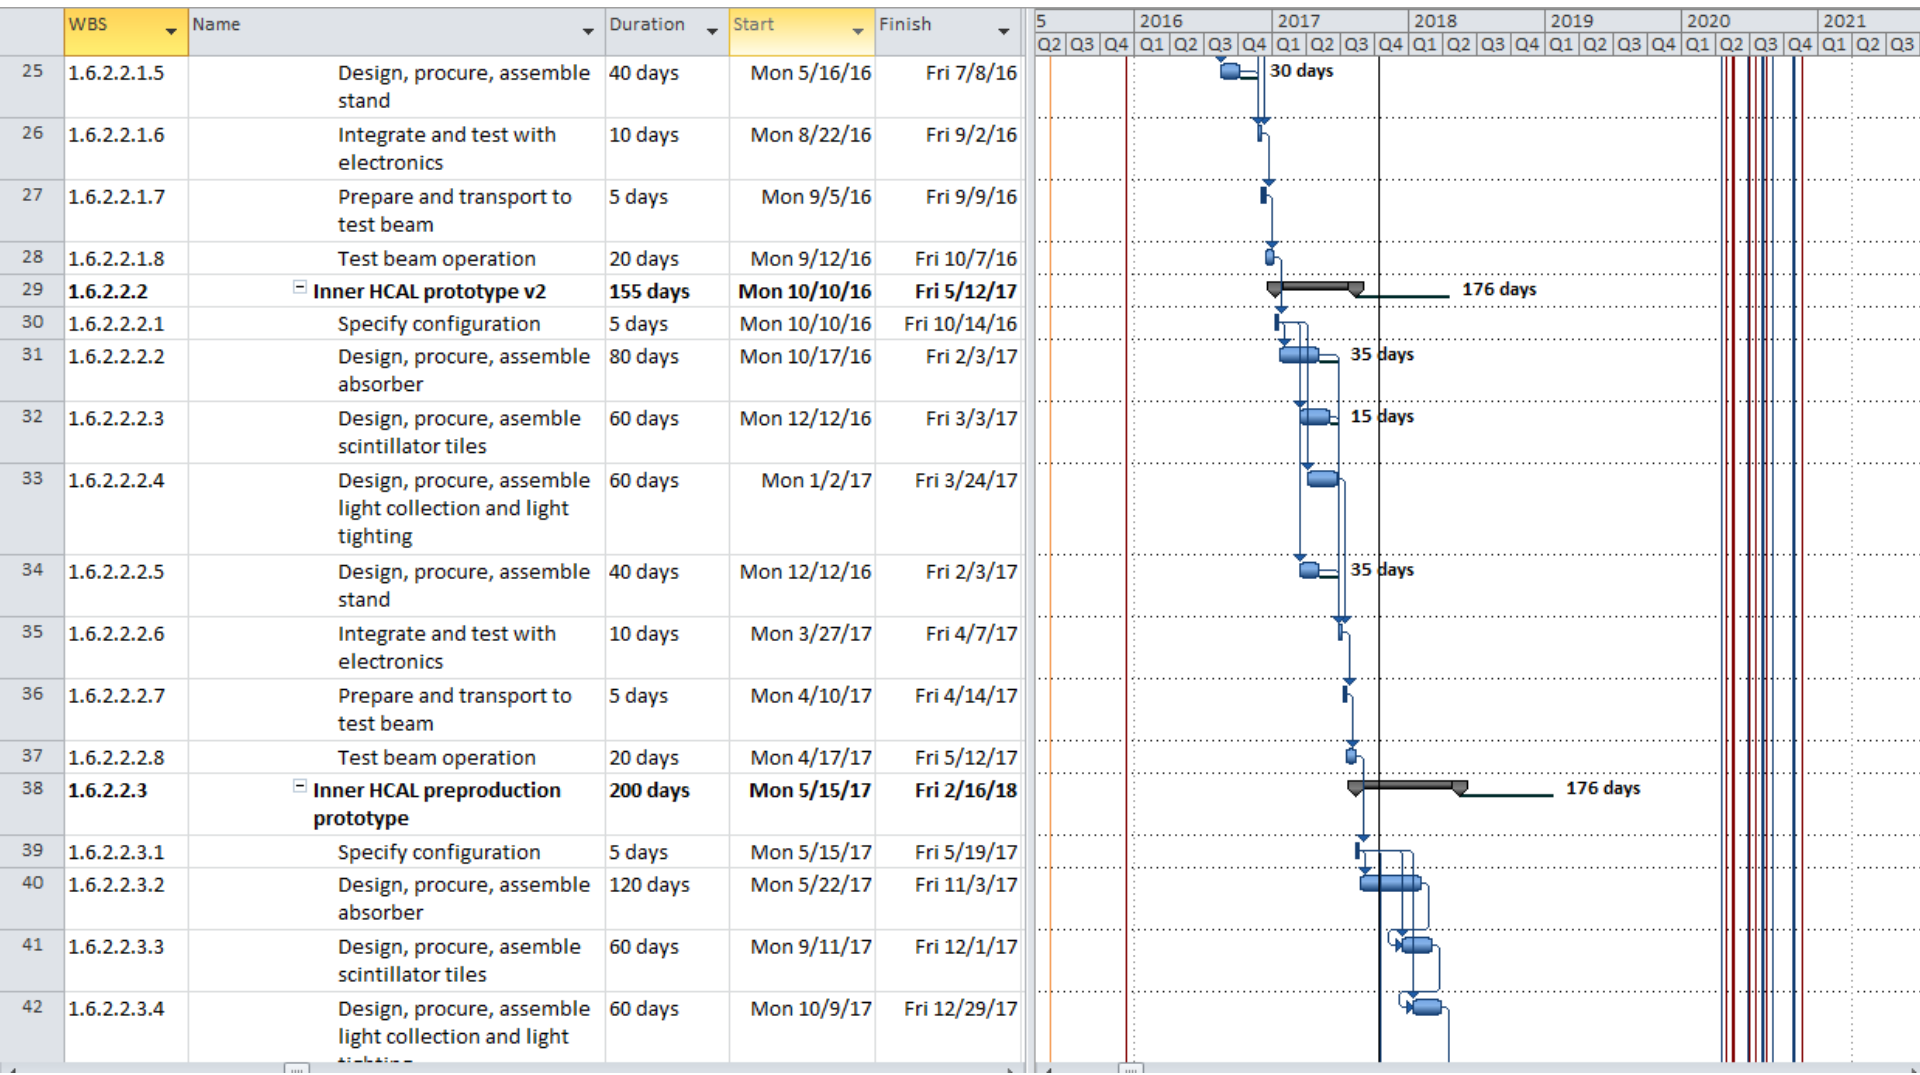 WBS Name Duration Start Finish 5 2016 2017 2018 2019 2020 2021
Q2 Q3 Q4 Q1 Q2 Q3 Q4 Q1 Q2 Q3 Q4 Q1 Q2 Q3 Q4 Q1 Q2 Q3 Q4 Q1 Q2 Q3 Q4 Q1 Q2 Q3
25 1.6.2.2.1.5 Design, procure, assemble 40 days Mon 5/16/16 Fri 7/8/16 30 days
stand
26 1.6.2.2.1.6 Integrate and test with 10 days Mon 8/22/16 Fri 9/2/16
electronics
27 1.6.2.2.1.7 Prepare and transport to 5 days Mon 9/5/16 Fri 9/9/16
test beam
28 1.6.2.2.1.8 Test beam operation 20 days Mon 9/12/16 Fri 10/7/16
29 1.6.2.2.2 Inner HCAL prototype v2 155 days Mon 10/10/16 Fri 5/12/17 176 days
30 1.6.2.2.2.1 Specify configuration 5 days Mon 10/10/16 Fri 10/14/16
31 1.6.2.2.2.2 Design, procure, assemble 80 days Mon 10/17/16 Fri 2/3/17 35 days
absorber
32 1.6.2.2.2.3 Design, procure, asemble 60 days Mon 12/12/16 Fri 3/3/17 15 days
scintillator tiles
33 1.6.2.2.2.4 Design, procure, assemble 60 days Mon 1/2/17 Fri 3/24/17
light collection and light
tighting
34 1.6.2.2.2.5 Design, procure, assemble 40 days Mon 12/12/16 Fri 2/3/17 35 days
stand
35 1.6.2.2.2.6 Integrate and test with 10 days Mon 3/27/17 Fri 4/7/17
electronics
36 1.6.2.2.2.7 Prepare and transport to 5 days Mon 4/10/17 Fri 4/14/17
test beam
37 1.6.2.2.2.8 Test beam operation 20 days Mon 4/17/17 Fri 5/12/17
38 1.6.2.2.3 Inner HCAL preproduction 200 days Mon 5/15/17 Fri 2/16/18 176 days
prototype
39 1.6.2.2.3.1 Specify configuration 5 days Mon 5/15/17 Fri 5/19/17
40 1.6.2.2.3.2 Design, procure, assemble 120 days Mon 5/22/17 Fri 11/3/17
absorber
41 1.6.2.2.3.3 Design, procure, asemble 60 days Mon 9/11/17 Fri 12/1/17
scintillator tiles
42 1.6.2.2.3.4 Design, procure, assemble 60 days Mon 10/9/17 Fri 12/29/17
light collection and light